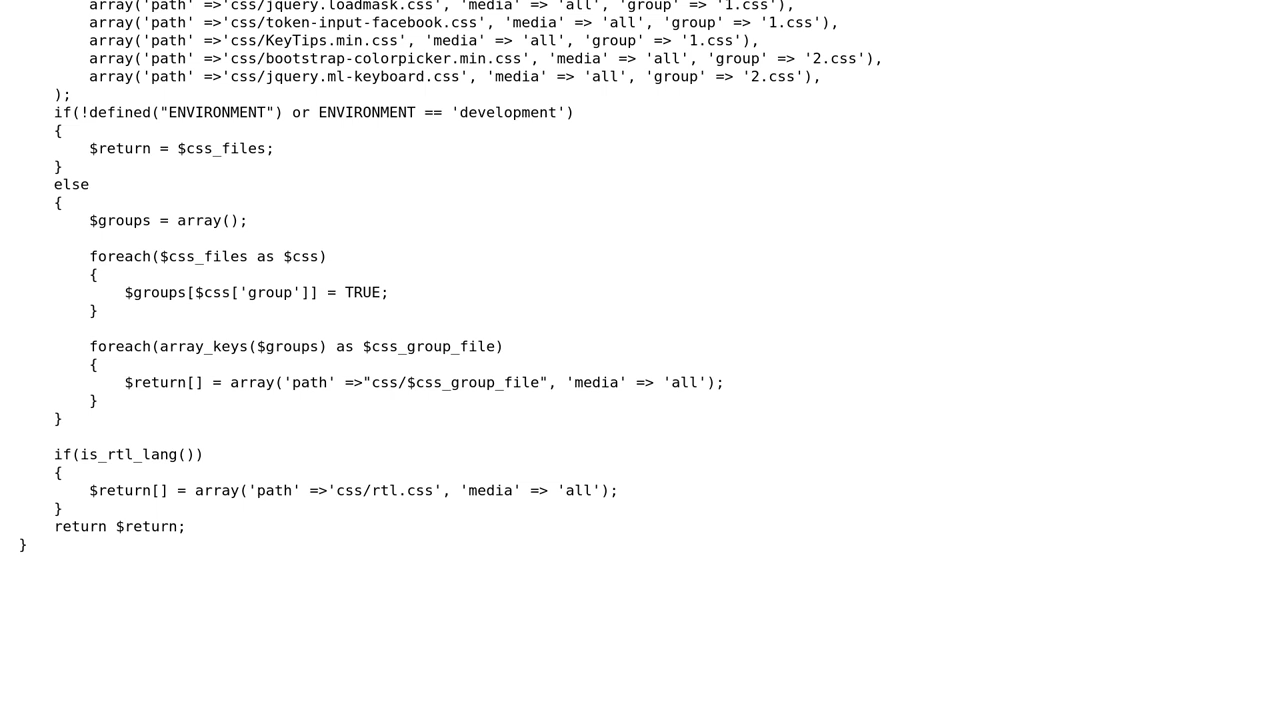 array('path' =>'css/jquery.loadmask.css', 'media' => 'all', 'group' => '1.css'),
array('path' =>'css/token-input-facebook.css', 'media' => 'all', 'group' => '1.css'),
array('path' =>'css/KeyTips.min.css', 'media' => 'all', 'group' => '1.css'),
array('path' =>'css/bootstrap-colorpicker.min.css', 'media' => 'all', 'group' => '2.css'),
array('path' =>'css/jquery.ml-keyboard.css', 'media' => 'all', 'group' => '2.css'),
);
if(!defined("ENVIRONMENT") or ENVIRONMENT == 'development')
{
$return = $css_files;
}
else
{
$groups = array();
foreach($css_files as $css)
{
$groups[$css['group']] = TRUE;
}
foreach(array_keys($groups) as $css_group_file)
{
$return[] = array('path' =>"css/$css_group_file", 'media' => 'all');
}
}
if(is_rtl_lang())
{
$return[] = array('path' =>'css/rtl.css', 'media' => 'all');
}
return $return;
}